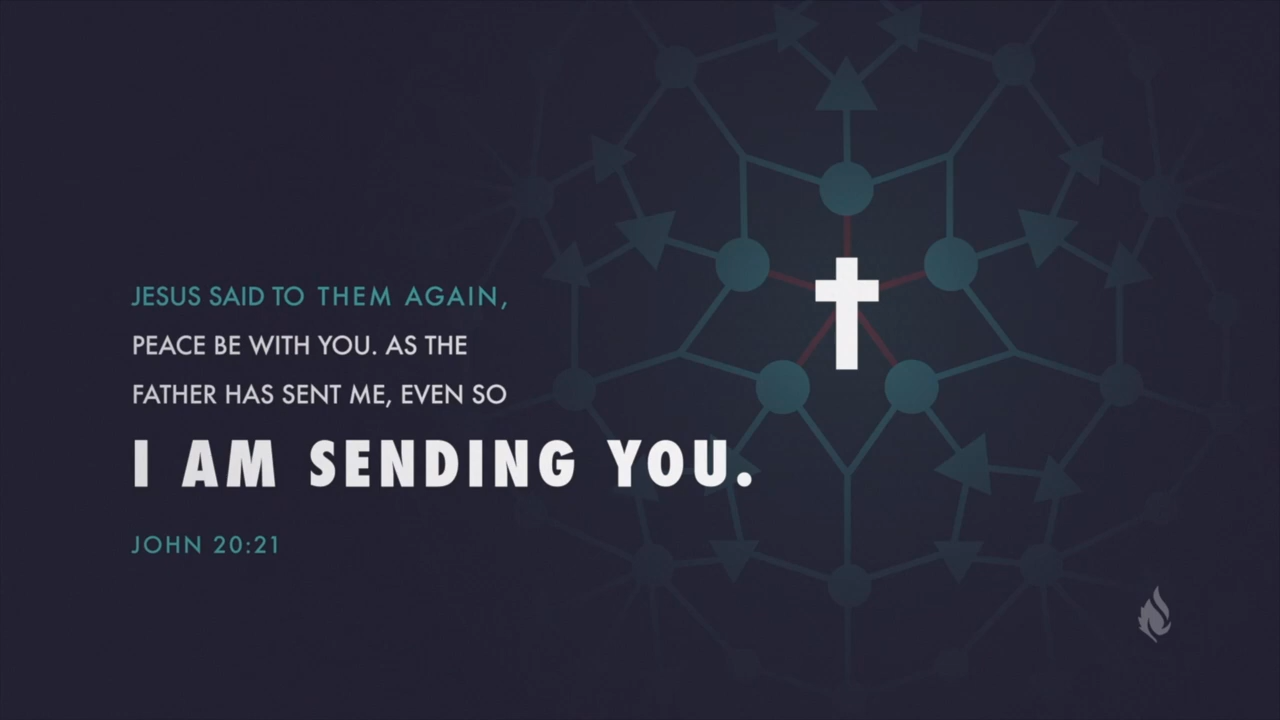 JESUS SAID TO THEM AGAIN,
PEACE BE WITH YOU. AS THE
FATHER HAS SENT ME, EVEN SO
I AM SENDING YOU.
JOHN 20:21